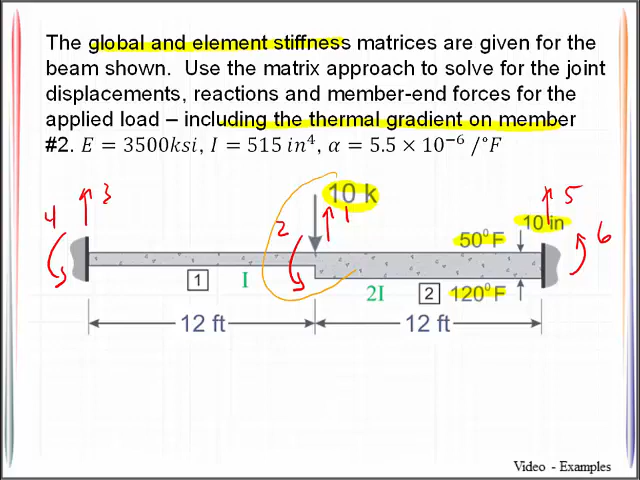 The global and element stiffness matrices are given for the
beam shown. Use the matrix approach to solve for the joint
displacements, reactions and member-end forces for the
applied load – including the thermal gradient on member
#2. E = 3500ksi, I = 515 in⁴, α = 5.5 × 10⁻⁶ /°F
4 3 10 k 5
2 1 10 in 6
50⁰ F
1 I 2I 2 120⁰ F
12 ft 12 ft
Video - Examples